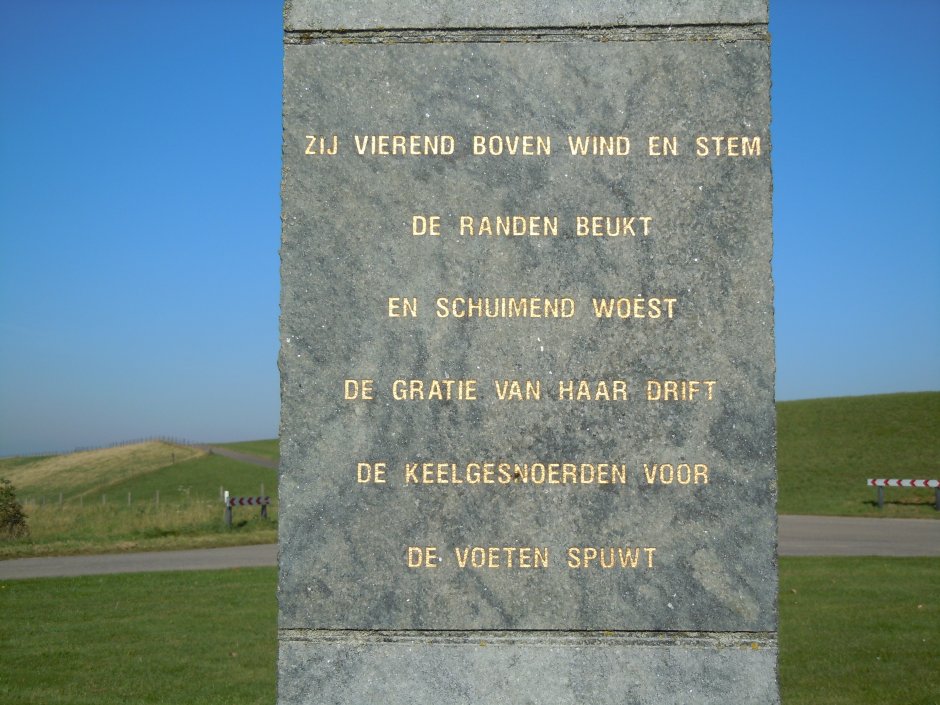 ZIJ VIEREND BOVEN WIND EN STEM
DE RANDEN BEUKT
EN SCHUIMEND WOEST
DE GRATIE VAN HAAR DRIFT
DE KEELGESNOERDEN VOOR
DE VOETEN SPUWT